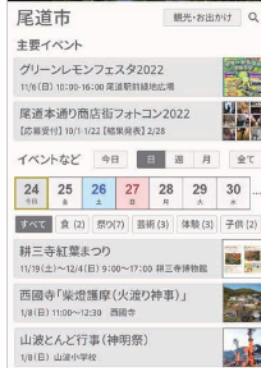 尾道市 観光・お出かけ
主要イベント
グリーンレモンフェスタ2022
11/6(日) 10:00-16:00 尾道駅前緑地広場
尾道本通り商店街フォトコン2022
【応募受付】10/1-1/22【結果発表】2/28
イベントなど 今日 日 週 月 全て
24 25 26 27 28 29 30 ...
今日 金 土 日 月 火 水
すべて 食(2) 祭り(7) 芸術(3) 体験(3) 子供(2)
耕三寺紅葉まつり
11/19(土)～12/4(日) 9:00～17:00 耕三寺博物館
西國寺「柴燈護摩(火渡り神事)」
1/8(日) 11:00～12:30 西國寺
山波とんど行事(神明祭)
1/8(日) 山波小学校